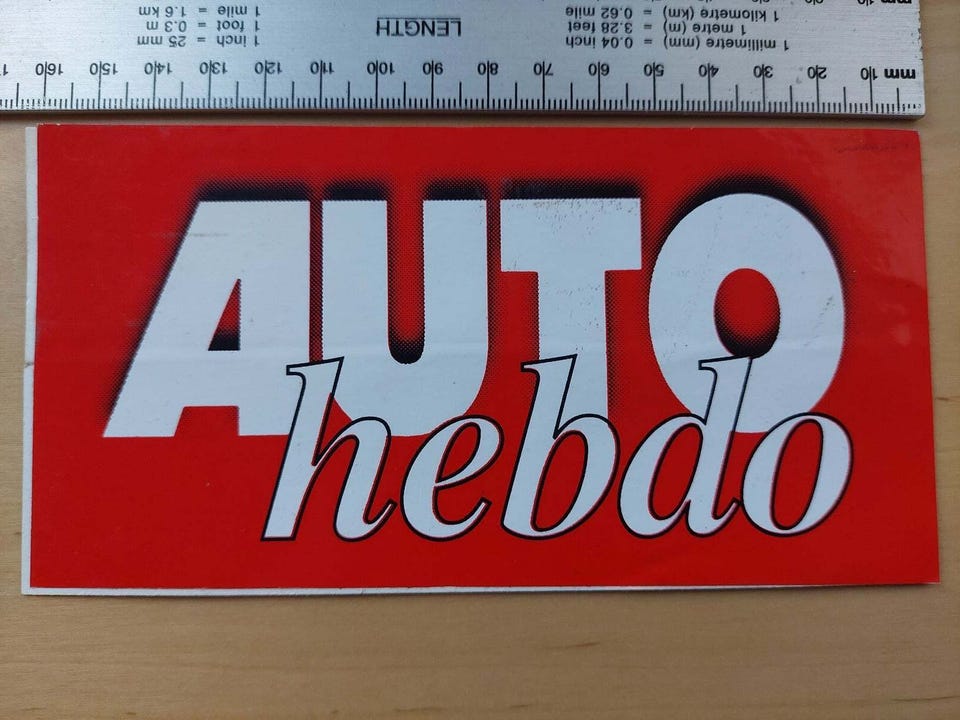 1 millimetre (mm) = 0.04 inch
1 metre (m) = 3.28 feet
1 kilometre (km) = 0.62 mile
LENGTH
1 inch = 25 mm
1 foot = 0.3 m
1 mile = 1.6 km
mm 10 20 30 40 50 60 70 80 90 100 110 120 130 140 150 160
AUTO
hebdo